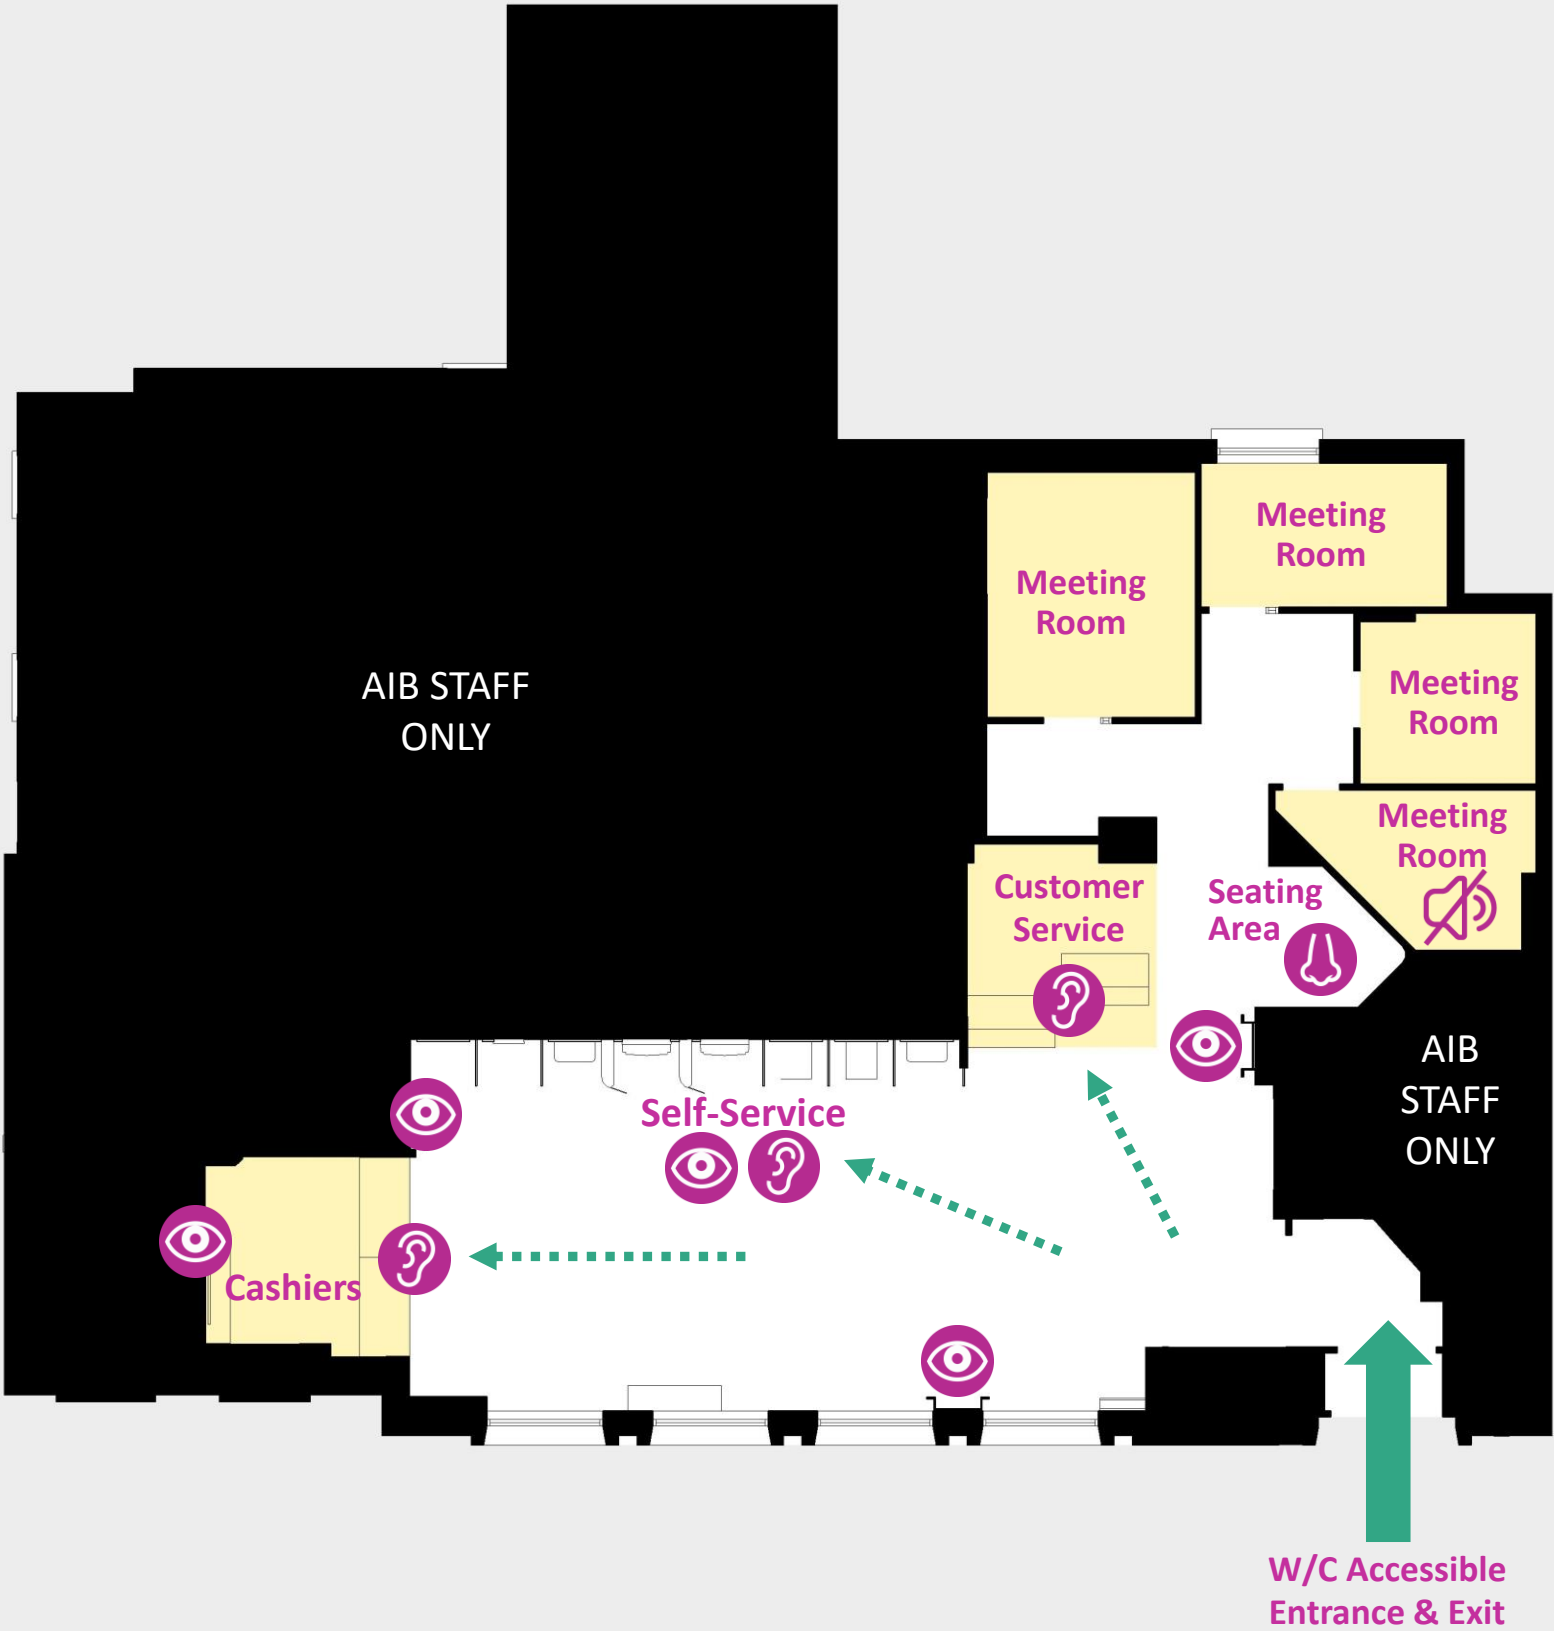 Meeting
Room
Meeting
Room
AIB STAFF
ONLY
Meeting
Room
Meeting
Room
Customer
Service
Seating
Area
AIB
STAFF
ONLY
Self-Service
Cashiers
W/C Accessible
Entrance & Exit